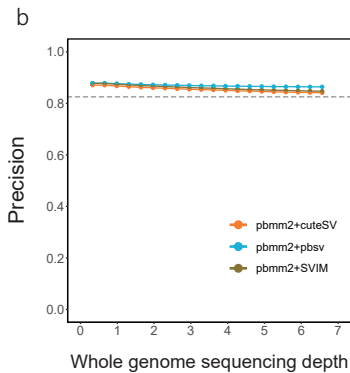 b
Precision
1.0
0.8
0.6
0.4
0.2
0.0
pbmm2+cuteSV
pbmm2+pbsv
pbmm2+SVIM
0 1 2 3 4 5 6 7
Whole genome sequencing depth